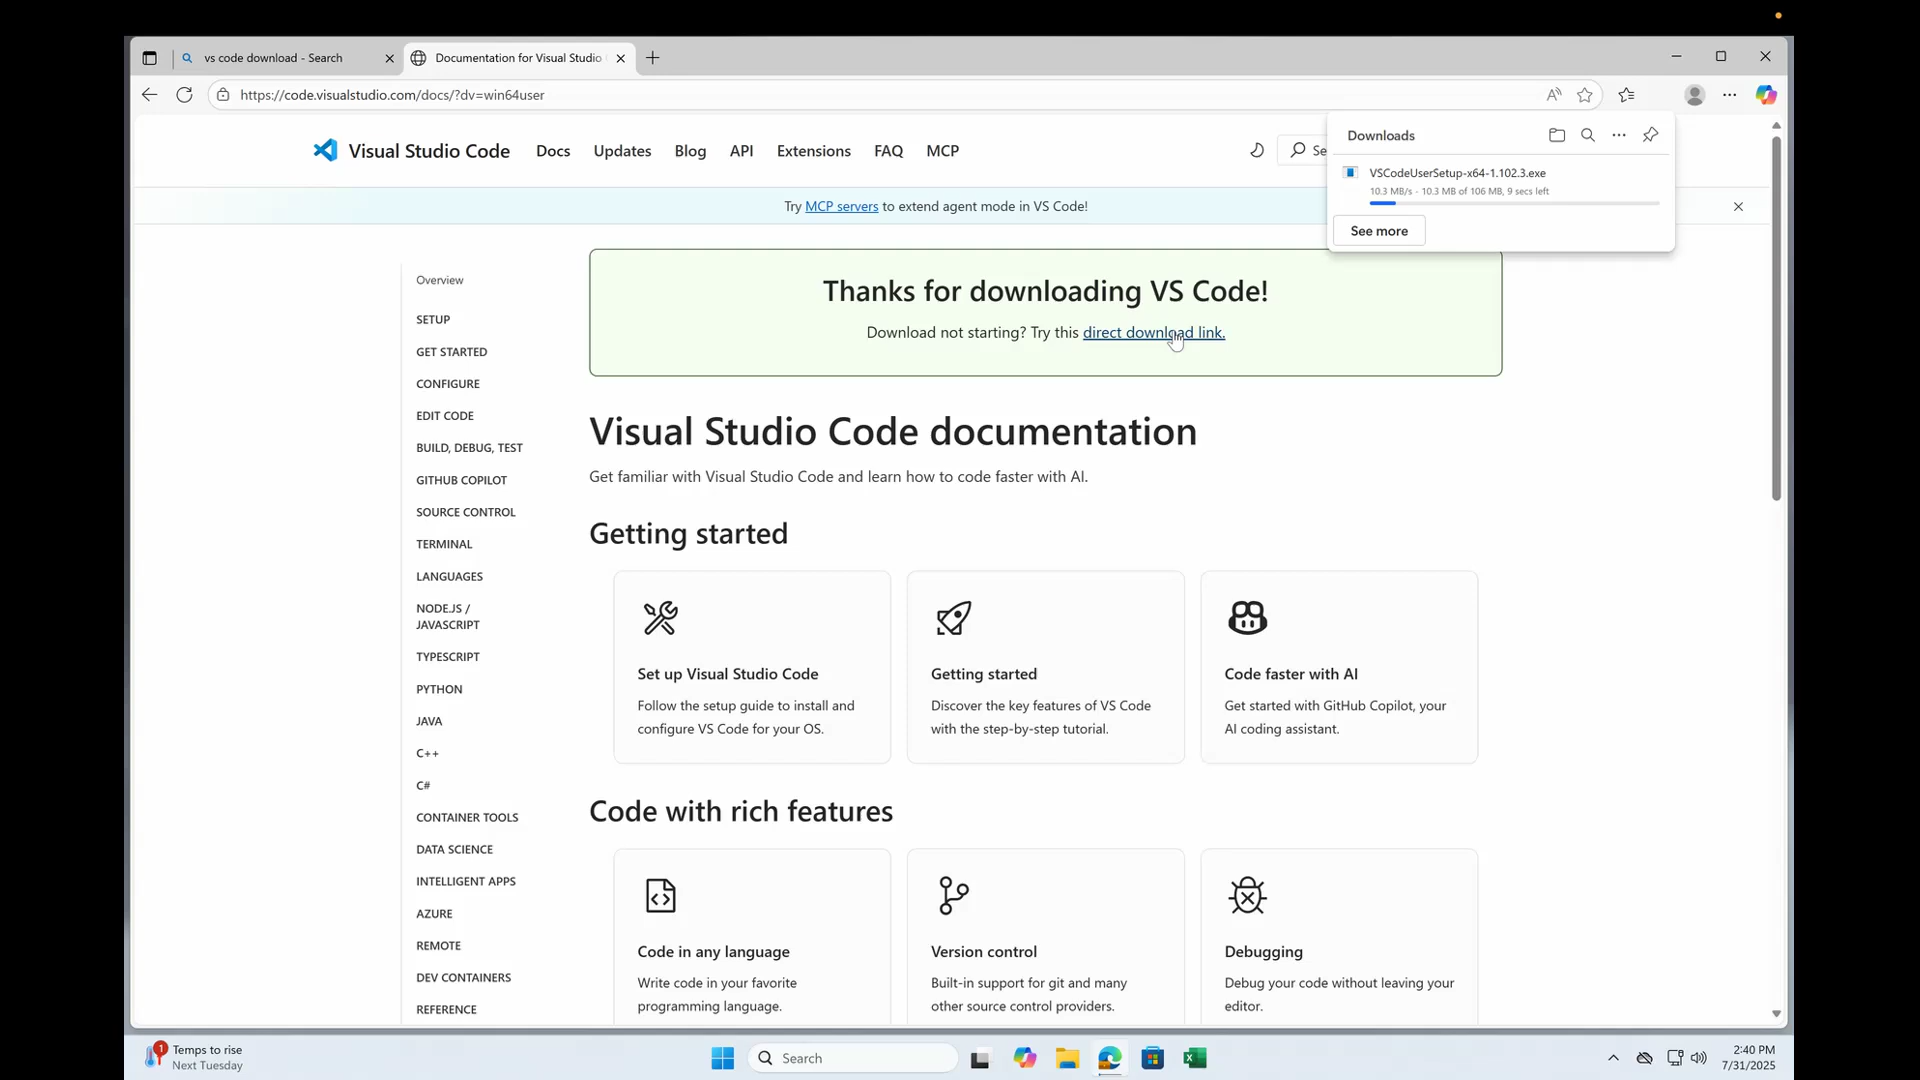 vs code download - Search
Documentation for Visual Studio
https://code.visualstudio.com/docs/?dv=win64user
Visual Studio Code
Docs
Updates
Blog
API
Extensions
FAQ
MCP
Se
Downloads
VSCodeUserSetup-x64-1.102.3.exe
10.3 MB/s - 10.3 MB of 106 MB, 9 secs left
See more
Try MCP servers to extend agent mode in VS Code!
Thanks for downloading VS Code!
Download not starting? Try this direct download link.
Overview
SETUP
GET STARTED
CONFIGURE
EDIT CODE
BUILD, DEBUG, TEST
GITHUB COPILOT
SOURCE CONTROL
TERMINAL
LANGUAGES
NODE.JS /
JAVASCRIPT
TYPESCRIPT
PYTHON
JAVA
C++
C#
CONTAINER TOOLS
DATA SCIENCE
INTELLIGENT APPS
AZURE
REMOTE
DEV CONTAINERS
REFERENCE
Visual Studio Code documentation
Get familiar with Visual Studio Code and learn how to code faster with AI.
Getting started
Set up Visual Studio Code
Follow the setup guide to install and
configure VS Code for your OS.
Getting started
Discover the key features of VS Code
with the step-by-step tutorial.
Code faster with AI
Get started with GitHub Copilot, your
AI coding assistant.
Code with rich features
Code in any language
Write code in your favorite
programming language.
Version control
Built-in support for git and many
other source control providers.
Debugging
Debug your code without leaving your
editor.
1
Temps to rise
Next Tuesday
Search
2:40 PM
7/31/2025